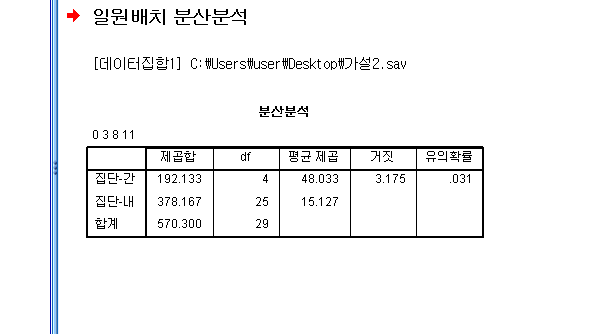 일원배치 분산분석
[데이터집합1] C:\Users\user\Desktop\가설2.sav
분산분석
0 3 8 11
제곱합 df 평균 제곱 거짓 유의확률
집단-간 192.133 4 48.033 3.175 .031
집단-내 378.167 25 15.127
합계 570.300 29